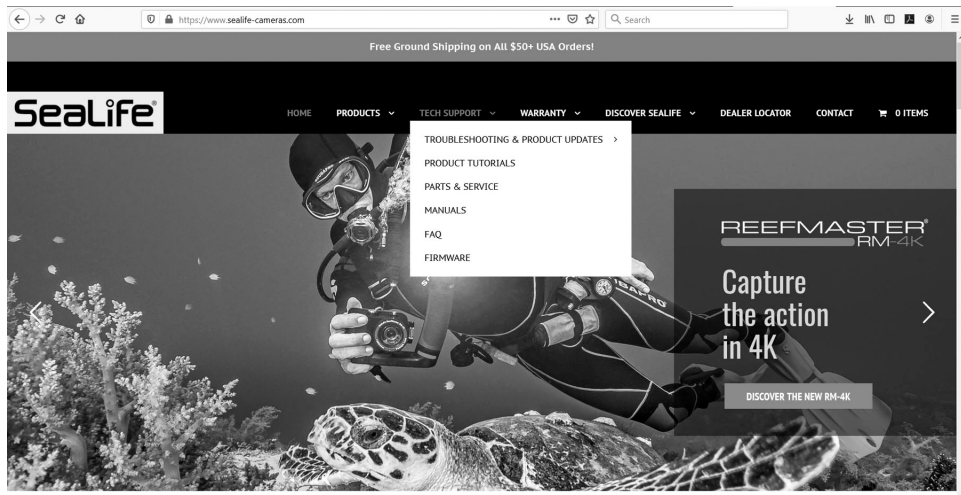 https://www.sealife-cameras.com
Search
Free Ground Shipping on All $50+ USA Orders!
SeaLife®
HOME PRODUCTS TECH SUPPORT WARRANTY DISCOVER SEALIFE DEALER LOCATOR CONTACT 0 ITEMS
TROUBLESHOOTING & PRODUCT UPDATES
PRODUCT TUTORIALS
PARTS & SERVICE
MANUALS
FAQ
FIRMWARE
SCUBAPRO
REEFMASTER®
RM-4K
Capture
the action
in 4K
DISCOVER THE NEW RM-4K